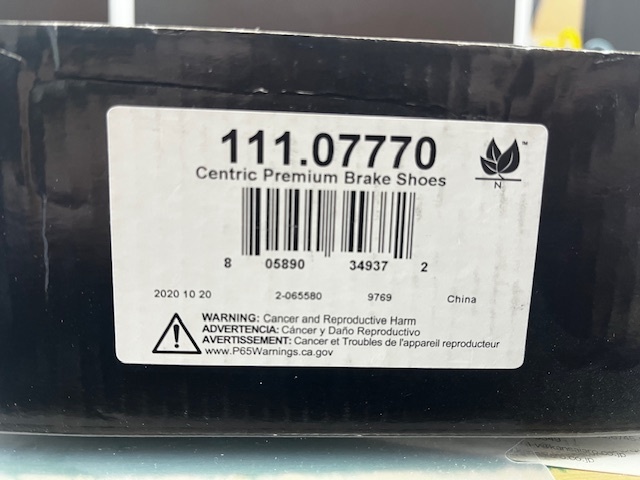 111.07770
™
Centric Premium Brake Shoes
N
8 05890 34937 2
2020 10 20 2-065580 9769 China
WARNING: Cancer and Reproductive Harm
ADVERTENCIA: Cáncer y Daño Reproductivo
AVERTISSEMENT: Cancer et Troubles de l'appareil reproducteur
www.P65Warnings.ca.gov